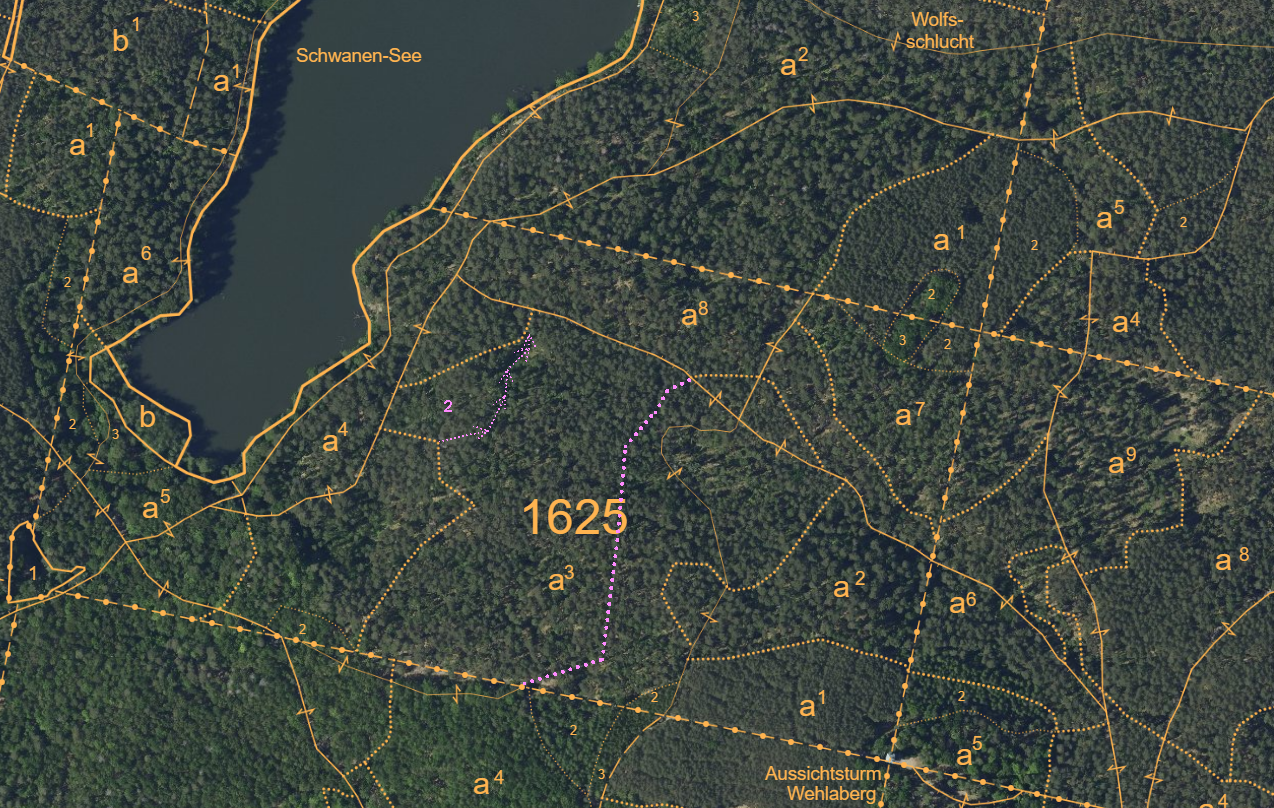 Wolfs-
schlucht
3
b¹
Schwanen-See
a²
a¹
a¹
a⁵
2
a¹
2
a⁶
2
2
a⁸
a⁴
3
2
2
a⁷
b
2
3
a⁴
a⁹
a⁵
1625
a⁸
1
a³
a²
a⁶
2
2
2
a¹
2
a⁵
Aussichtsturm
Wehlaberg
a⁴
3
4